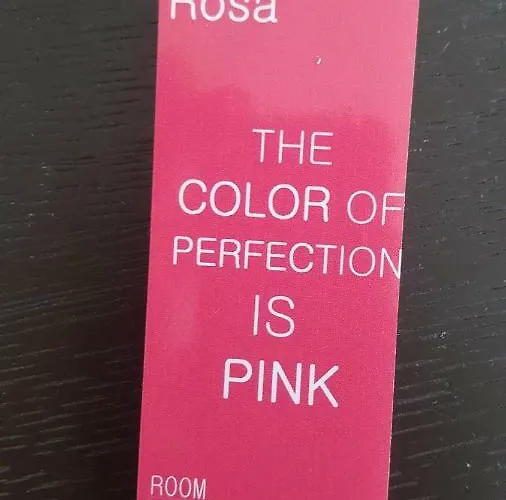 Rosa
THE
COLOR OF
PERFECTION
IS
PINK
ROOM